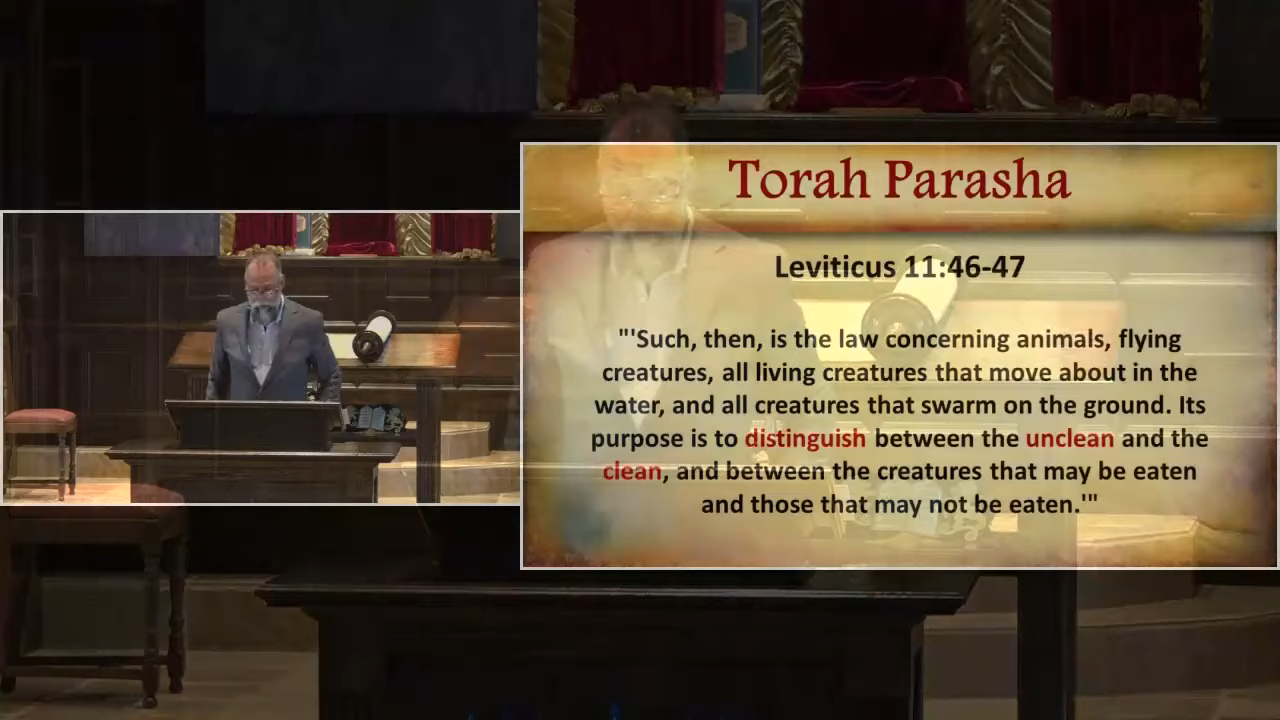 Torah Parasha
Leviticus 11:46-47
"'Such, then, is the law concerning animals, flying
creatures, all living creatures that move about in the
water, and all creatures that swarm on the ground. Its
purpose is to distinguish between the unclean and the
clean, and between the creatures that may be eaten
and those that may not be eaten.'"